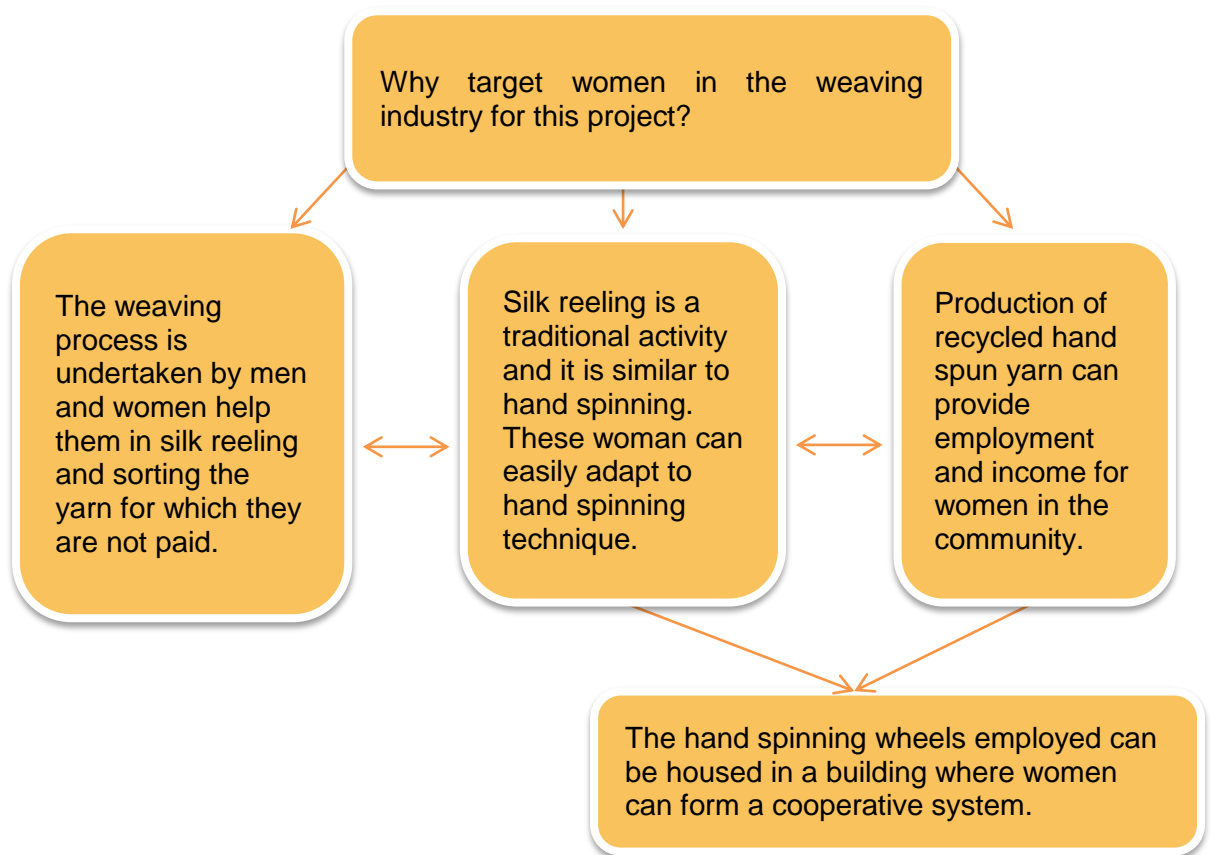 Why target women in the weaving
industry for this project?
The weaving
process is
undertaken by men
and women help
them in silk reeling
and sorting the
yarn for which they
are not paid.
Silk reeling is a
traditional activity
and it is similar to
hand spinning.
These woman can
easily adapt to
hand spinning
technique.
Production of
recycled hand
spun yarn can
provide
employment
and income for
women in the
community.
The hand spinning wheels employed can
be housed in a building where women
can form a cooperative system.